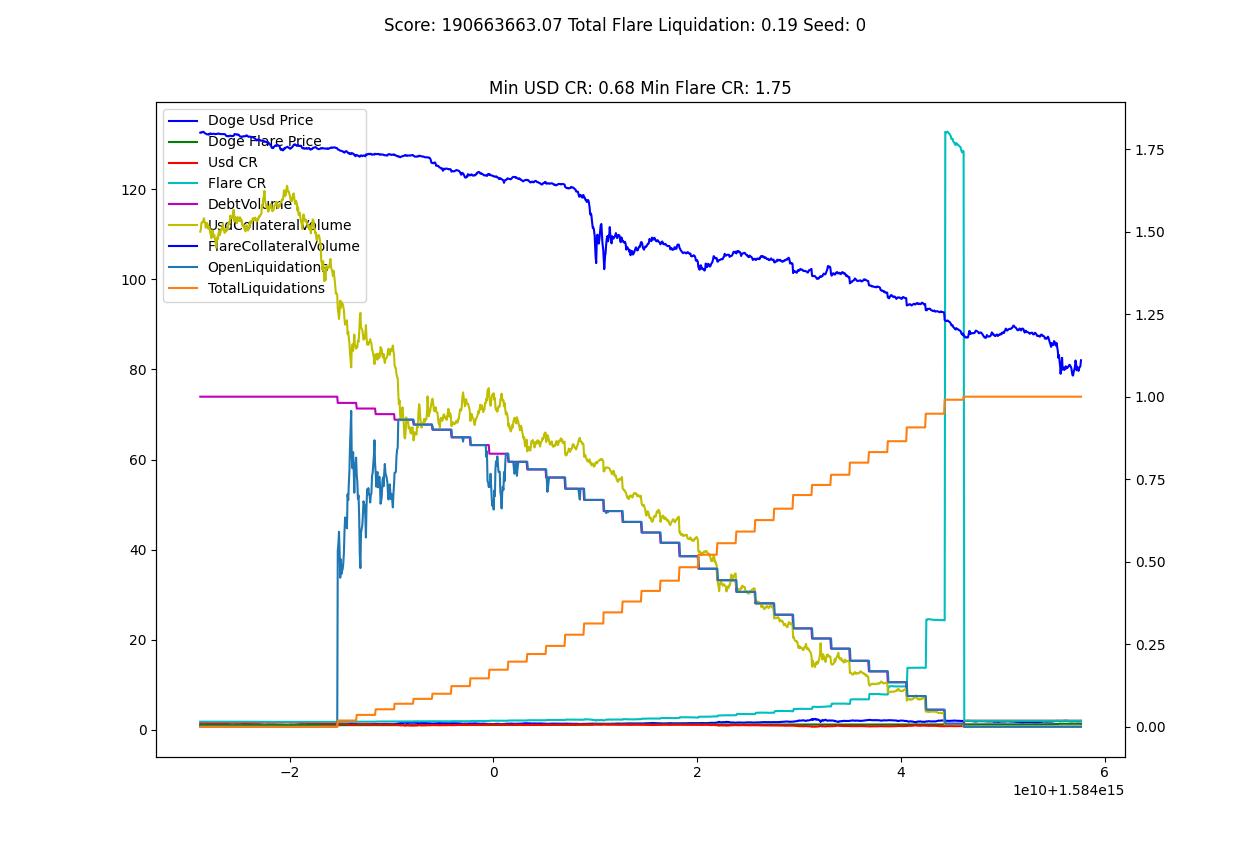 Score: 190663663.07 Total Flare Liquidation: 0.19 Seed: 0
Min USD CR: 0.68 Min Flare CR: 1.75
Doge Usd Price
Doge Flare Price
Usd CR
Flare CR
DebtVolume
UsdCollateralVolume
FlareCollateralVolume
OpenLiquidations
TotalLiquidations
120
100
80
60
40
20
0
1.75
1.50
1.25
1.00
0.75
0.50
0.25
0.00
−2
0
2
4
6
1e10+1.584e15